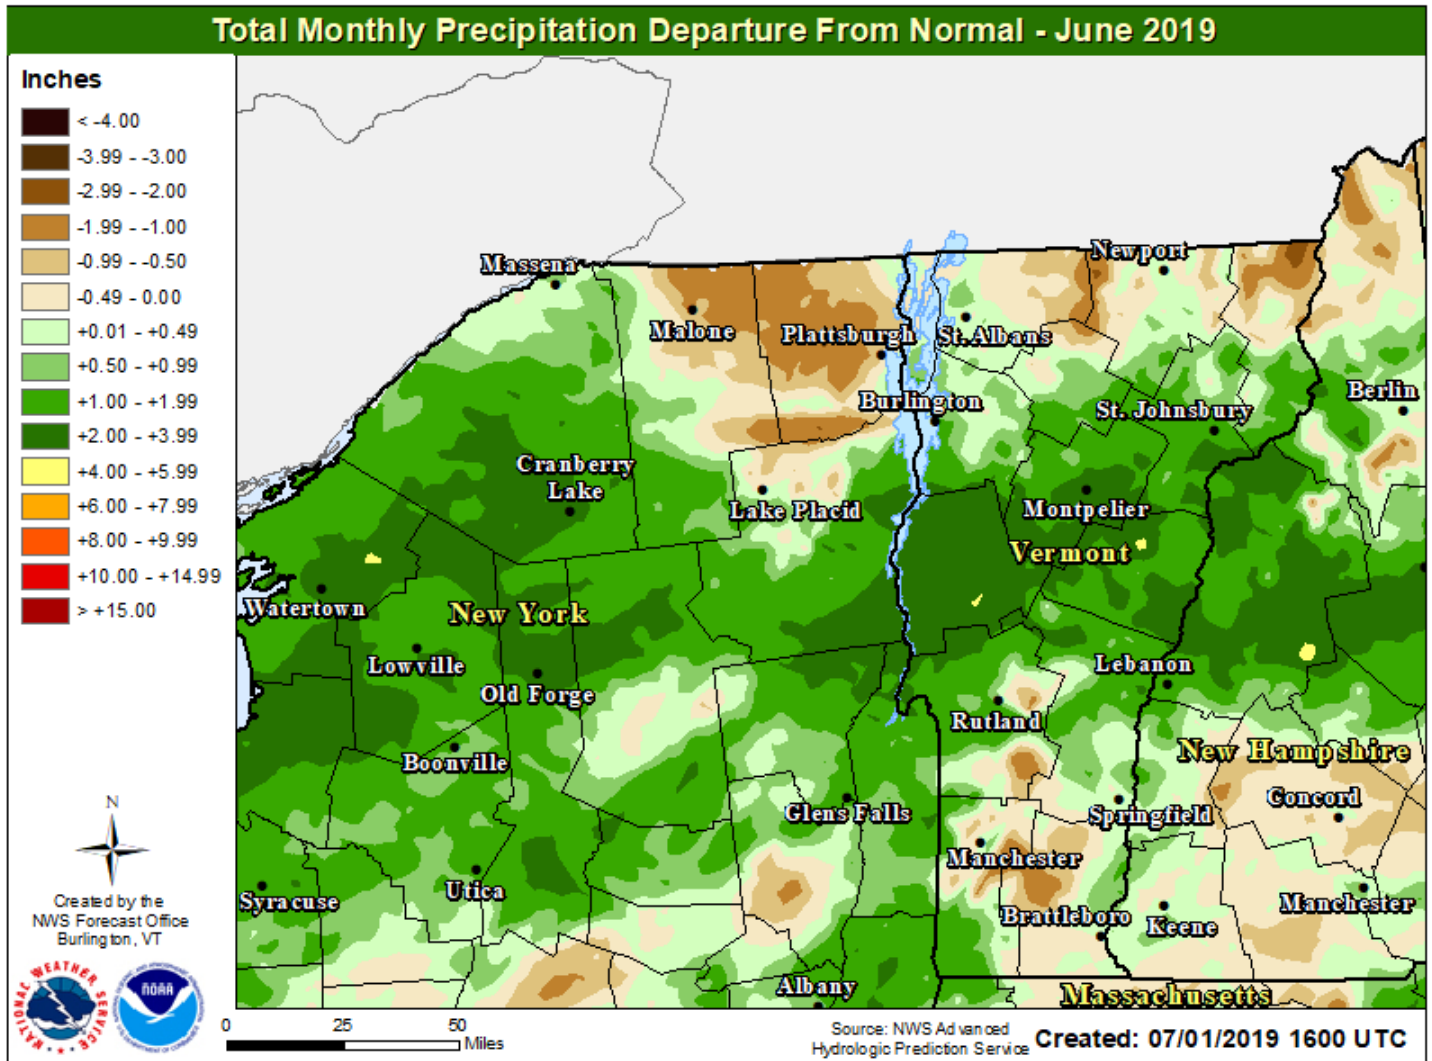 Total Monthly Precipitation Departure From Normal - June 2019
Inches
< -4.00
-3.99 - -3.00
-2.99 - -2.00
-1.99 - -1.00
-0.99 - -0.50
-0.49 - 0.00
+0.01 - +0.49
+0.50 - +0.99
+1.00 - +1.99
+2.00 - +3.99
+4.00 - +5.99
+6.00 - +7.99
+8.00 - +9.99
+10.00 - +14.99
> +15.00
Massena
Newport
Malone
Plattsburgh
St. Albans
Burlington
St. Johnsbury
Berlin
Cranberry
Lake
Lake Placid
Montpelier
Vermont
Watertown
New York
Lowville
Old Forge
Lebanon
Rutland
Boonville
New Hampshire
Glens Falls
Springfield
Concord
Manchester
Utica
Syracuse
Brattleboro
Keene
Manchester
Albany
Massachusetts
N
Created by the
NWS Forecast Office
Burlington, VT
NATIONAL WEATHER SERVICE
NOAA
0 25 50 Miles
Source: NWS Advanced
Hydrologic Prediction Service
Created: 07/01/2019 1600 UTC